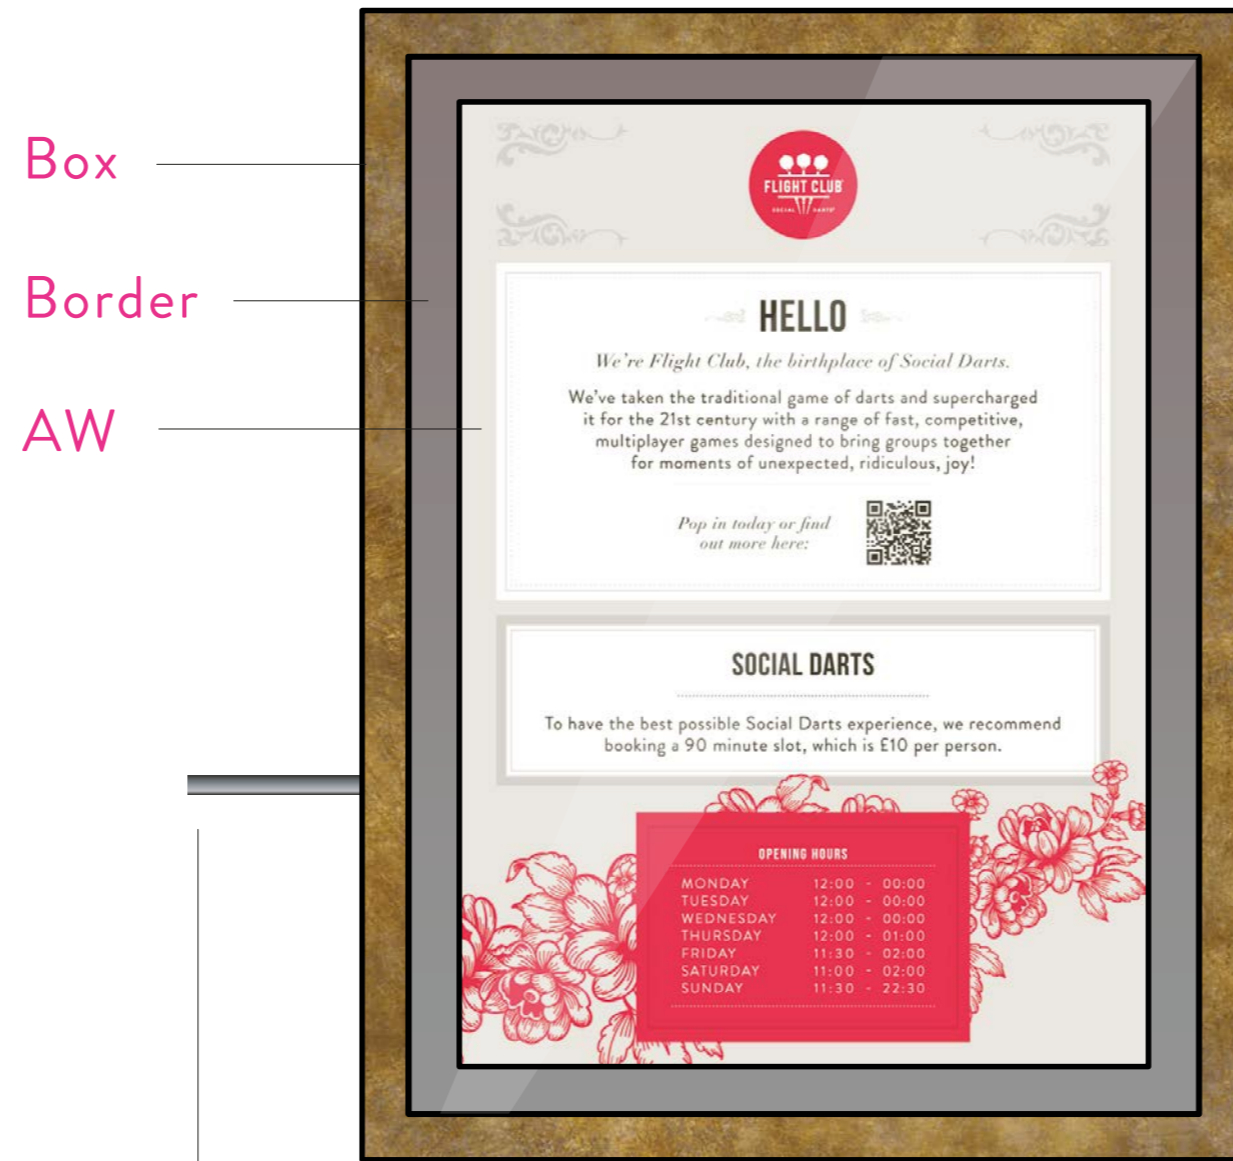 Box
Border
AW
FLIGHT CLUB
SOCIAL DARTS
HELLO
We're Flight Club, the birthplace of Social Darts.
We've taken the traditional game of darts and supercharged
it for the 21st century with a range of fast, competitive,
multiplayer games designed to bring groups together
for moments of unexpected, ridiculous, joy!
Pop in today or find
out more here:
SOCIAL DARTS
To have the best possible Social Darts experience, we recommend
booking a 90 minute slot, which is £10 per person.
OPENING HOURS
MONDAY 12:00 - 00:00
TUESDAY 12:00 - 00:00
WEDNESDAY 12:00 - 00:00
THURSDAY 12:00 - 01:00
FRIDAY 11:30 - 02:00
SATURDAY 11:00 - 02:00
SUNDAY 11:30 - 22:30